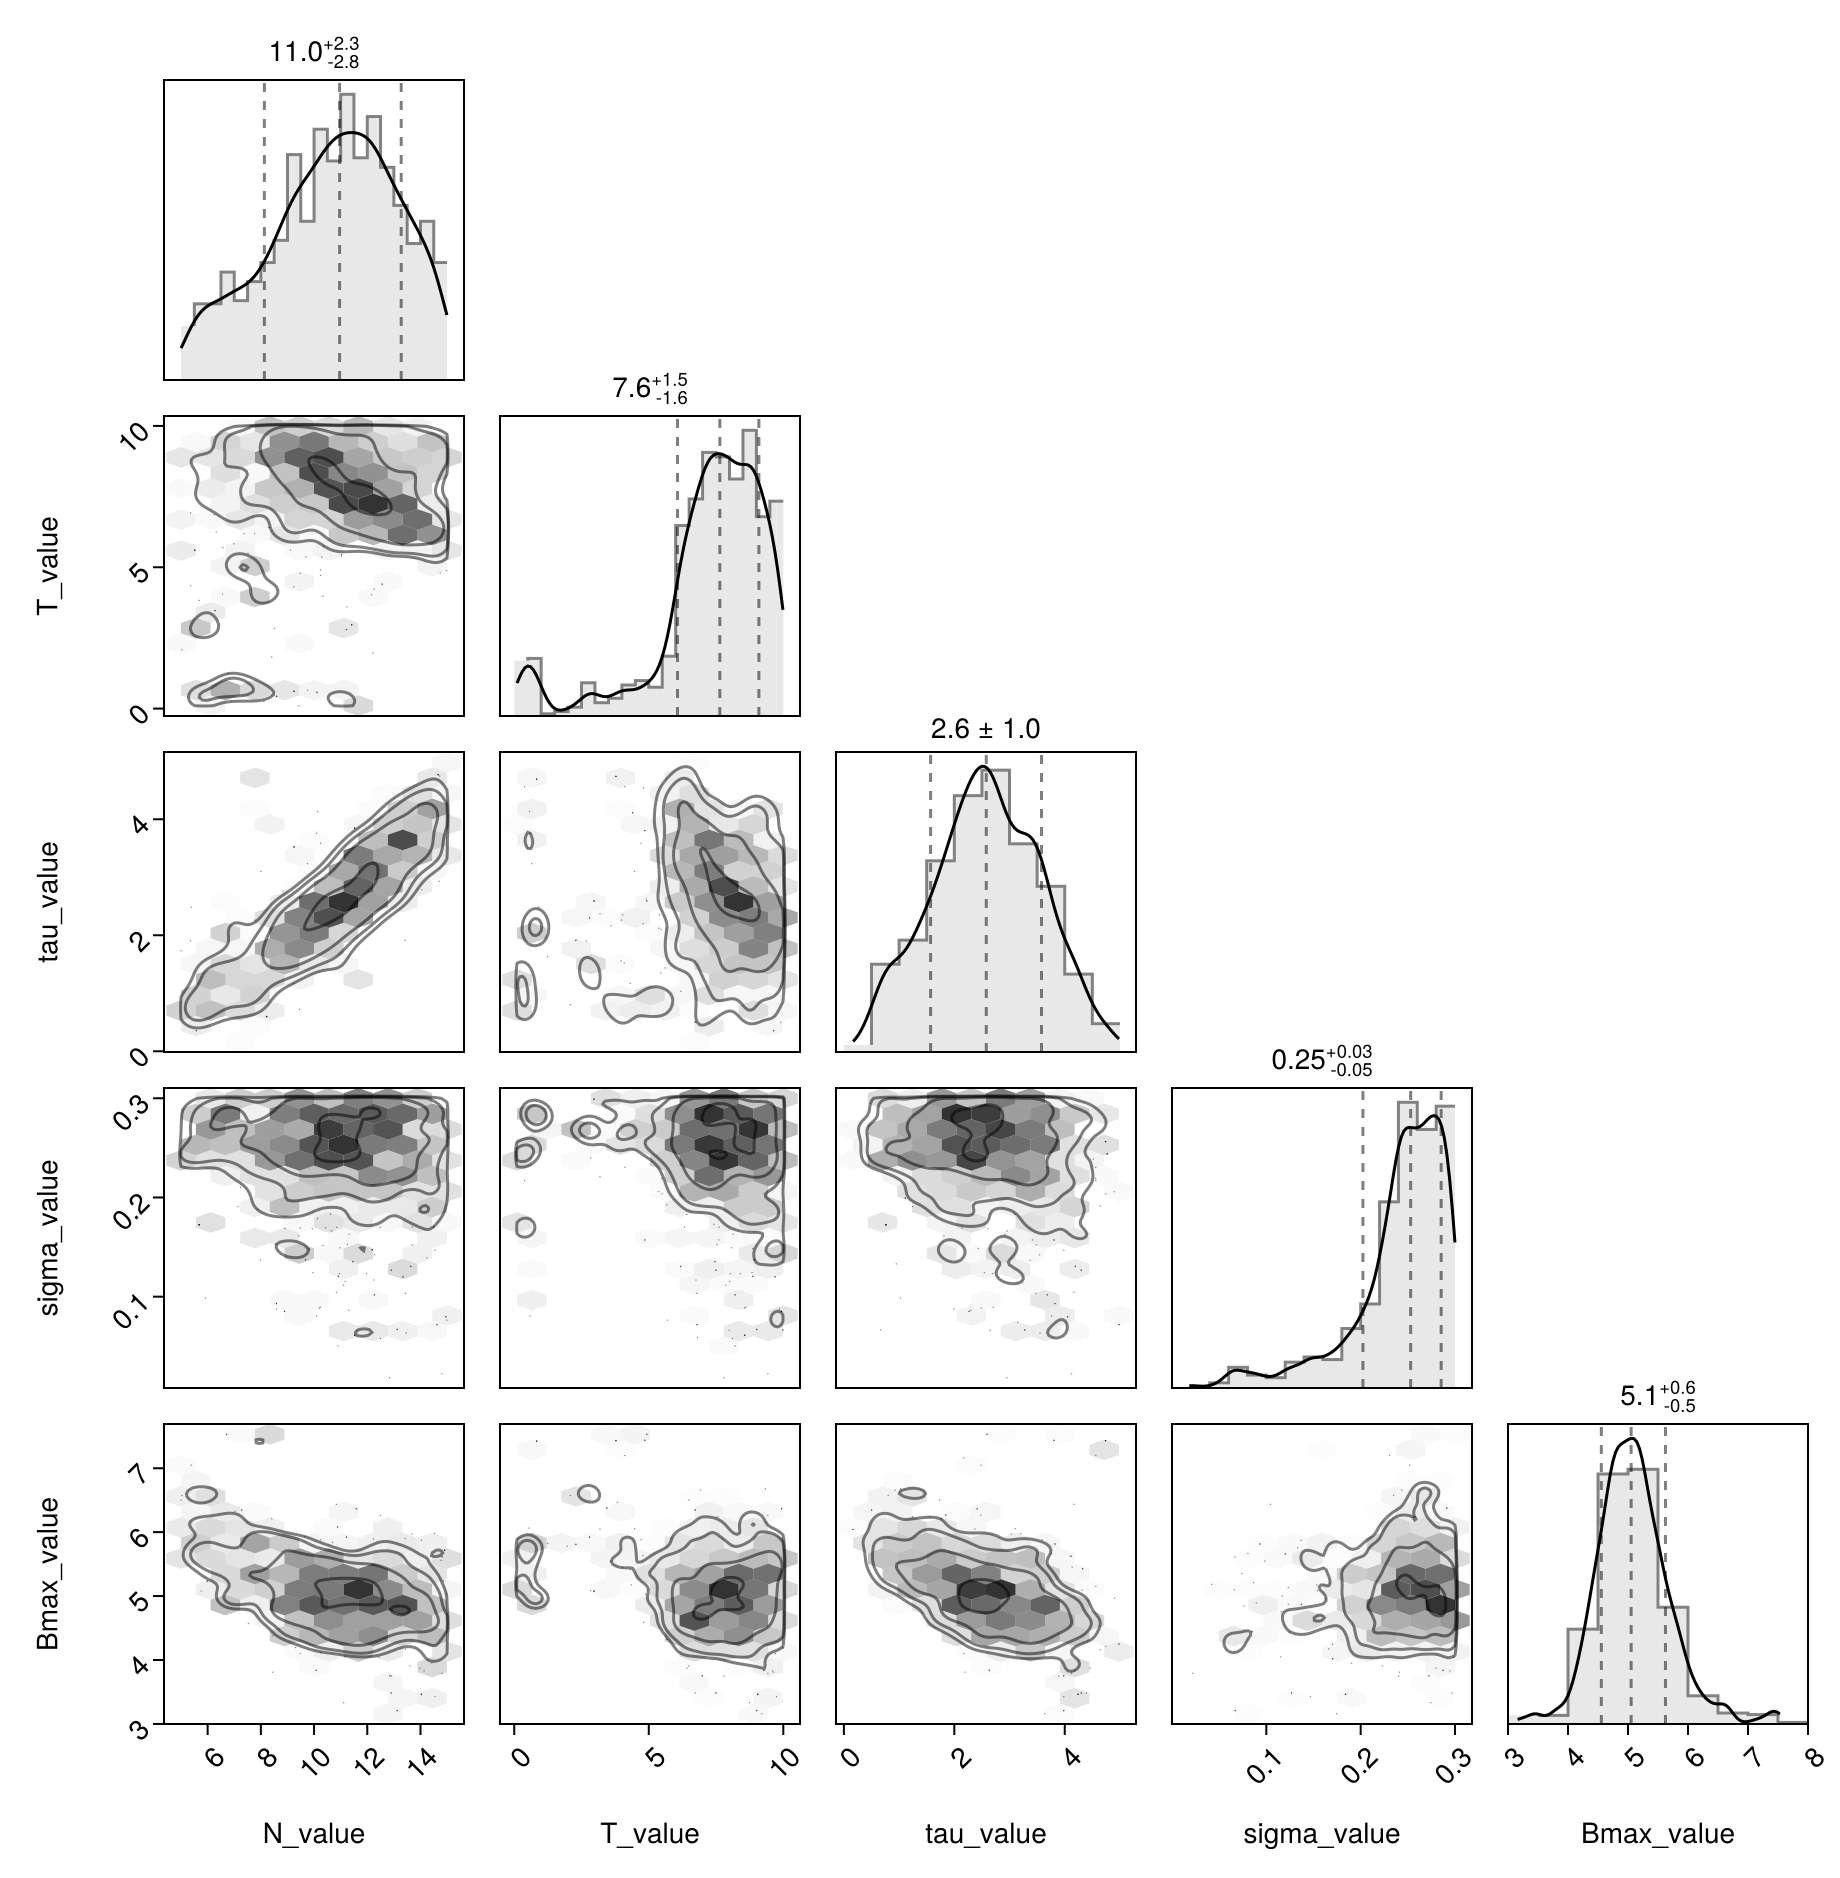 11.0+2.3
-2.8
10
5
0
T_value
7.6+1.5
-1.6
4
2
0
tau_value
2.6 ± 1.0
0.3
0.2
0.1
sigma_value
0.25+0.03
-0.05
7
6
5
4
3
Bmax_value
5.1+0.6
-0.5
6 8 10 12 14
0 5 10
0 2 4
0.1 0.2 0.3
3 4 5 6 7 8
N_value
T_value
tau_value
sigma_value
Bmax_value